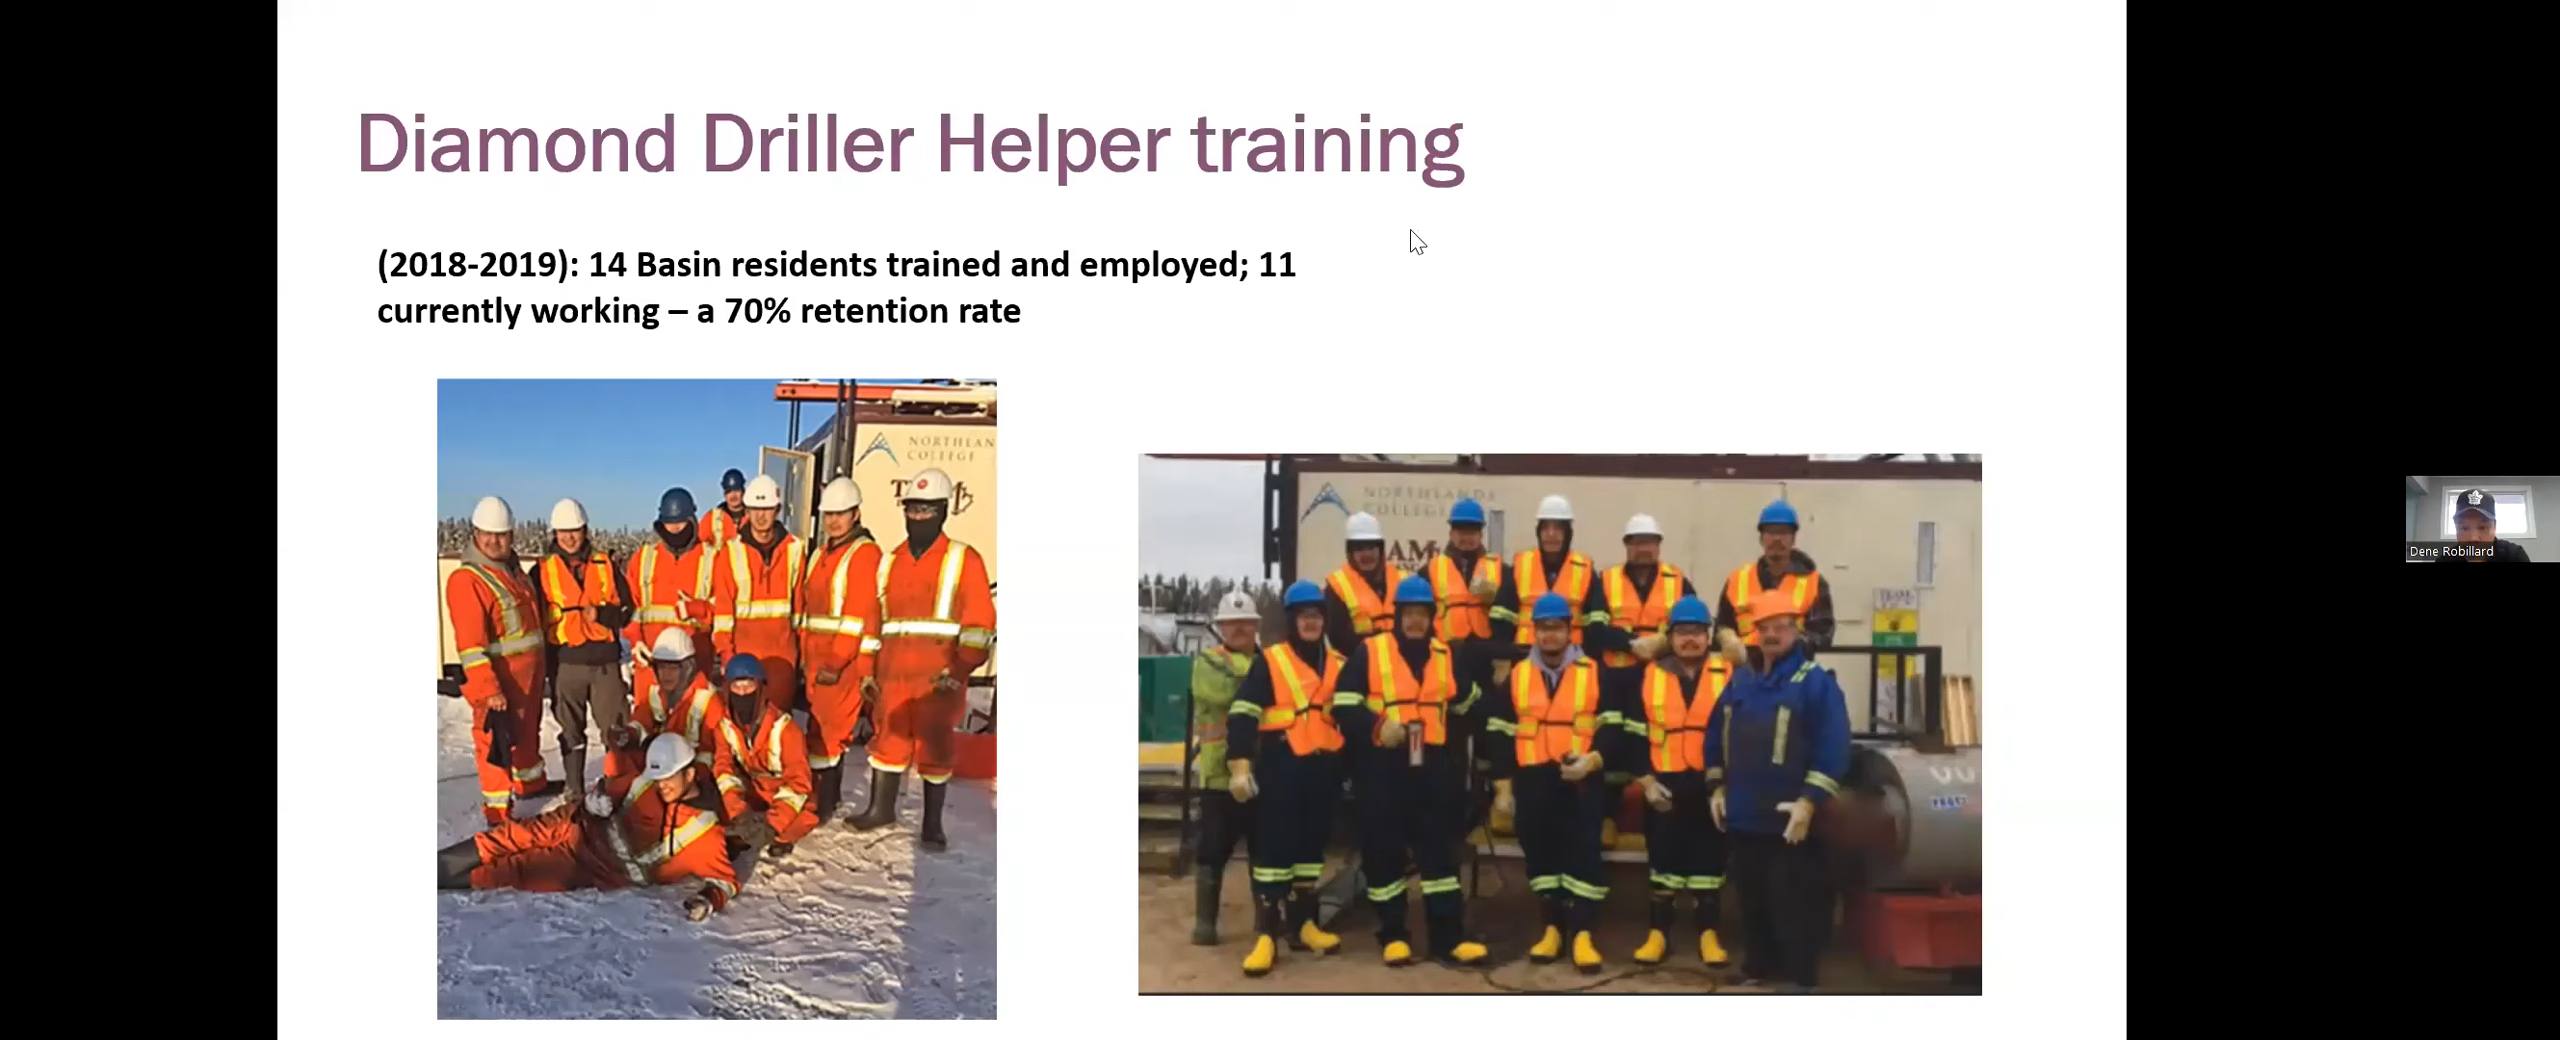 Diamond Driller Helper training
(2018-2019): 14 Basin residents trained and employed; 11
currently working – a 70% retention rate
NORTHLAN
COLLEGE
NORTHLANDS
COLLEGE
Dene Robillard